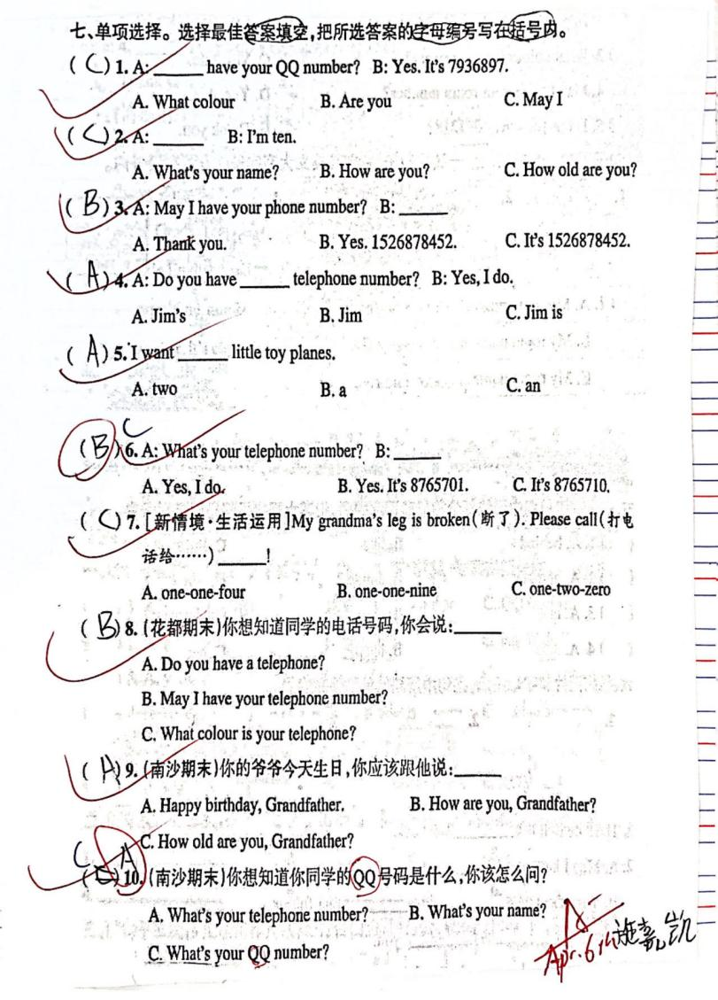 七、单项选择。选择最佳答案填空,把所选答案的字母编号写在括号内。
( C ) 1. A: ______ have your QQ number? B: Yes. It's 7936897.
A. What colour B. Are you C. May I
( C ) 2. A: ______ B: I'm ten.
A. What's your name? B. How are you? C. How old are you?
( B ) 3. A: May I have your phone number? B: ______
A. Thank you. B. Yes. 1526878452. C. It's 1526878452.
( A ) 4. A: Do you have ______ telephone number? B: Yes, I do.
A. Jim's B. Jim C. Jim is
( A ) 5. I want ______ little toy planes.
A. two B. a C. an
C
( B ) 6. A: What's your telephone number? B: ______
A. Yes, I do. B. Yes. It's 8765701. C. It's 8765710.
( C ) 7. [新情境·生活运用]My grandma's leg is broken(断了). Please call(打电
话给……) ______!
A. one-one-four B. one-one-nine C. one-two-zero
( B ) 8. (花都期末)你想知道同学的电话号码,你会说:______
A. Do you have a telephone?
B. May I have your telephone number?
C. What colour is your telephone?
( A ) 9. (南沙期末)你的爷爷今天生日,你应该跟他说:______
A. Happy birthday, Grandfather. B. How are you, Grandfather?
C. How old are you, Grandfather?
C A
( ) 10. (南沙期末)你想知道你同学的QQ号码是什么,你该怎么问?
A. What's your telephone number? B. What's your name?
C. What's your QQ number?
A-
Apr. 6th
凯